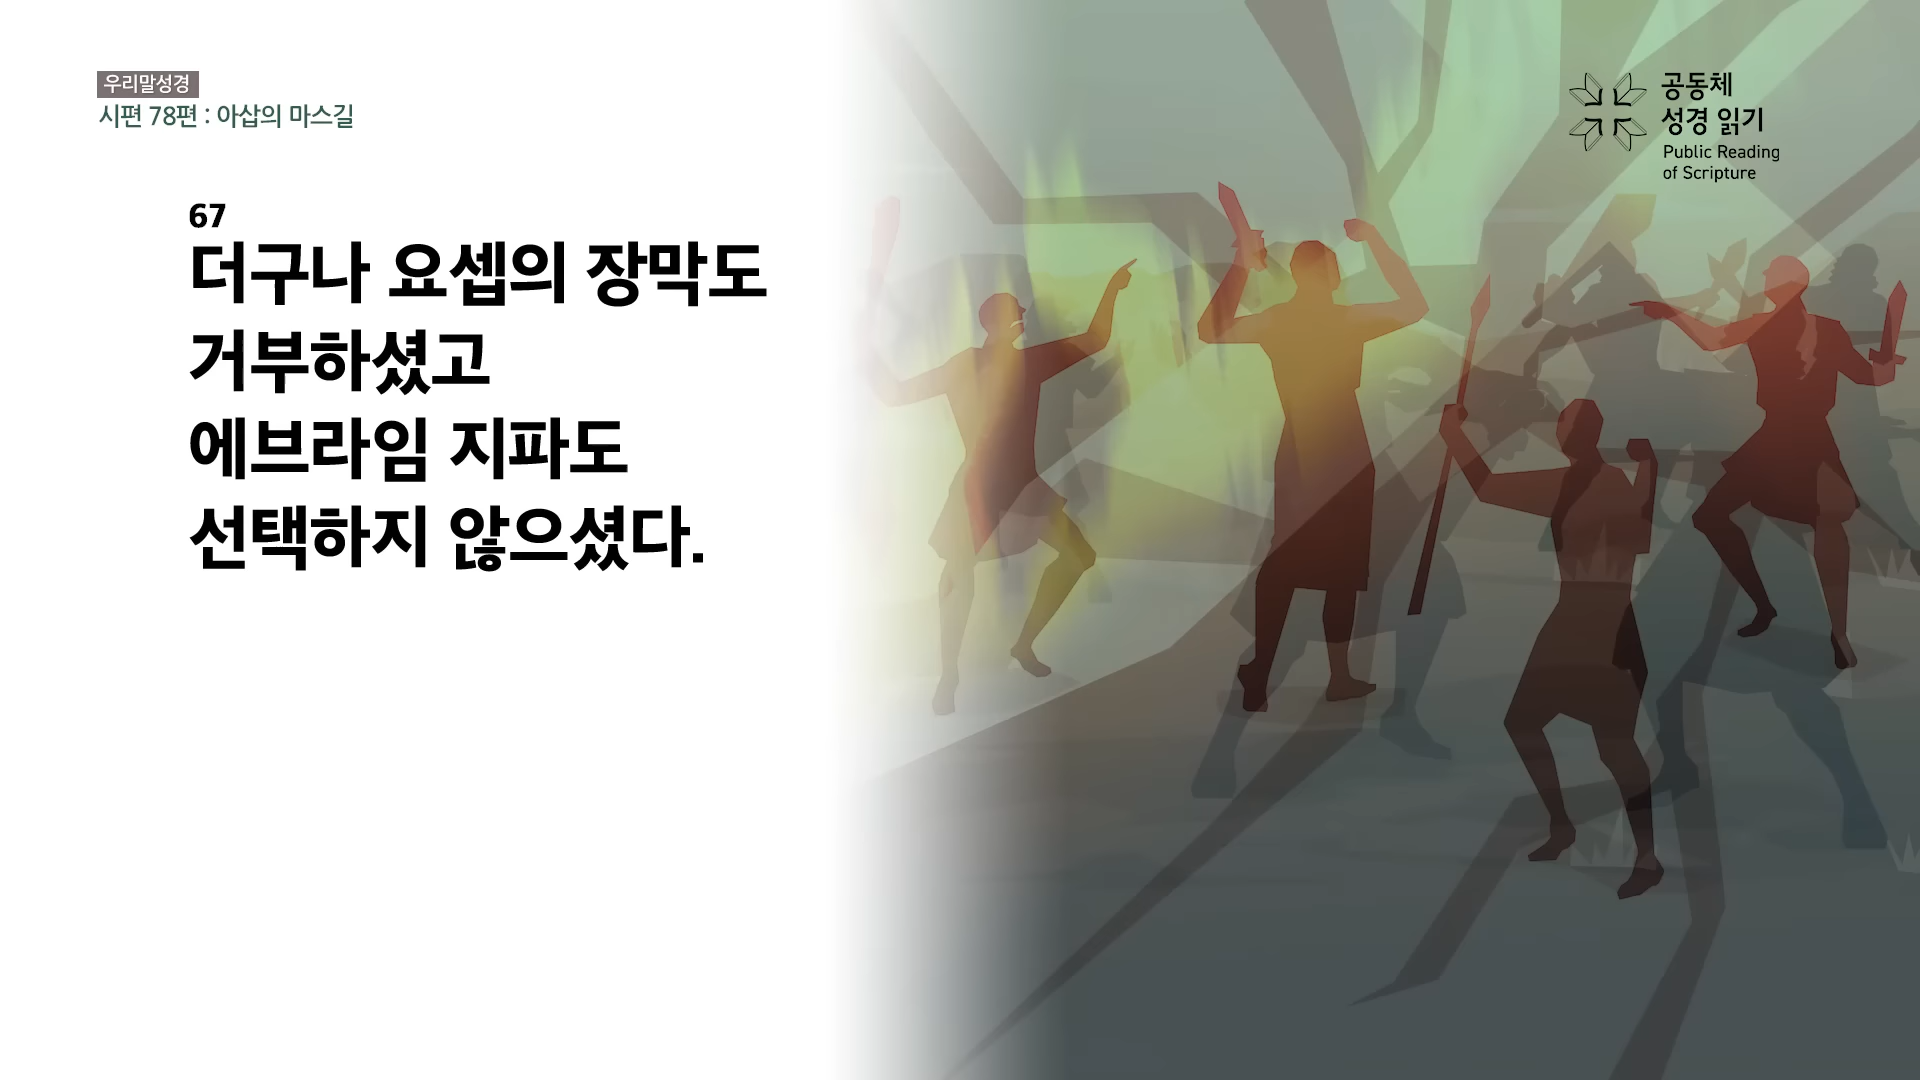 우리말성경
시편 78편 : 아삽의 마스길
공동체
성경 읽기
Public Reading
of Scripture
67
더구나 요셉의 장막도
거부하셨고
에브라임 지파도
선택하지 않으셨다.